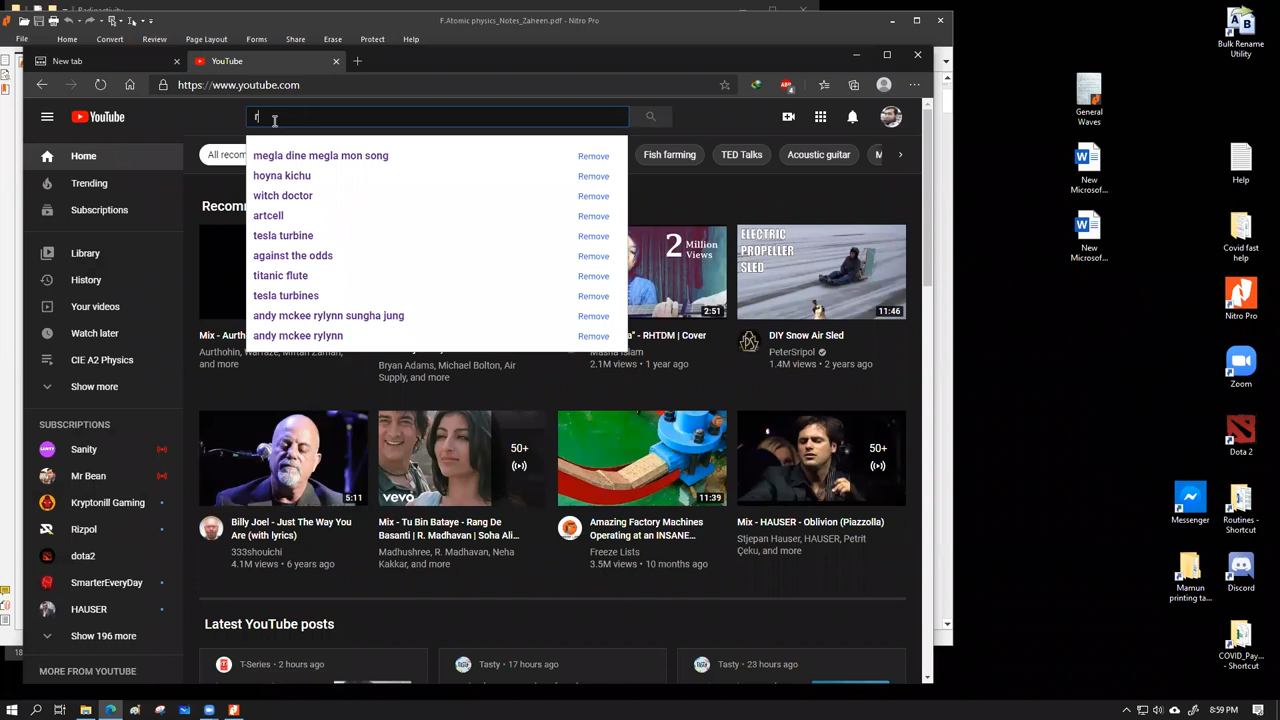 Radioactivity
F.Atomic physics_Notes_Zaheen.pdf - Nitro Pro
File
Home
Convert
Review
Page Layout
Forms
Share
Erase
Protect
Help
New tab
YouTube
https://www.youtube.com
4
YouTube
r
megla dine megla mon song
Remove
hoyna kichu
Remove
witch doctor
Remove
artcell
Remove
tesla turbine
Remove
against the odds
Remove
titanic flute
Remove
tesla turbines
Remove
andy mckee rylynn sungha jung
Remove
andy mckee rylynn
Remove
Home
Trending
Subscriptions
Library
History
Your videos
Watch later
CIE A2 Physics
Show more
SUBSCRIPTIONS
Sanity
Mr Bean
Kryptonill Gaming
Rizpol
dota2
SmarterEveryDay
HAUSER
Show 196 more
MORE FROM YOUTUBE
All recom
Fish farming
TED Talks
Acoustic guitar
M
Recom
2 Million
Views
2:51
ELECTRIC
PROPELLER
SLED
11:46
Mix - Aurthohin, Warfaze, Miftah Zaman,
and more
Bryan Adams, Michael Bolton, Air
Supply, and more
- RHTDM | Cover
Masha Islam
2.1M views • 1 year ago
DIY Snow Air Sled
PeterSripol
1.4M views • 2 years ago
5:11
vevo
50+
11:39
50+
Billy Joel - Just The Way You
Are (with lyrics)
333shouichi
4.1M views • 6 years ago
Mix - Tu Bin Bataye - Rang De
Basanti | R. Madhavan | Soha Ali...
Madhushree, R. Madhavan, Neha
Kakkar, and more
Amazing Factory Machines
Operating at an INSANE...
Freeze Lists
3.5M views • 10 months ago
Mix - HAUSER - Oblivion (Piazzolla)
Stjepan Hauser, HAUSER, Petrit
Çeku, and more
Latest YouTube posts
T-Series • 2 hours ago
Tasty • 17 hours ago
Tasty • 23 hours ago
Bulk Rename
Utility
General
Waves
New
Microsof...
Help
New
Microsof...
Covid fast
help
Nitro Pro
Zoom
Dota 2
Messenger
Routines -
Shortcut
Mamun
printing ta...
Discord
COVID_Pay...
- Shortcut
18
8:59 PM